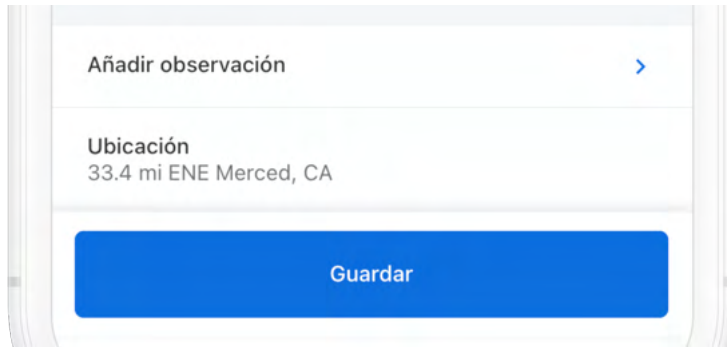 Añadir observación
Ubicación
33.4 mi ENE Merced, CA
Guardar